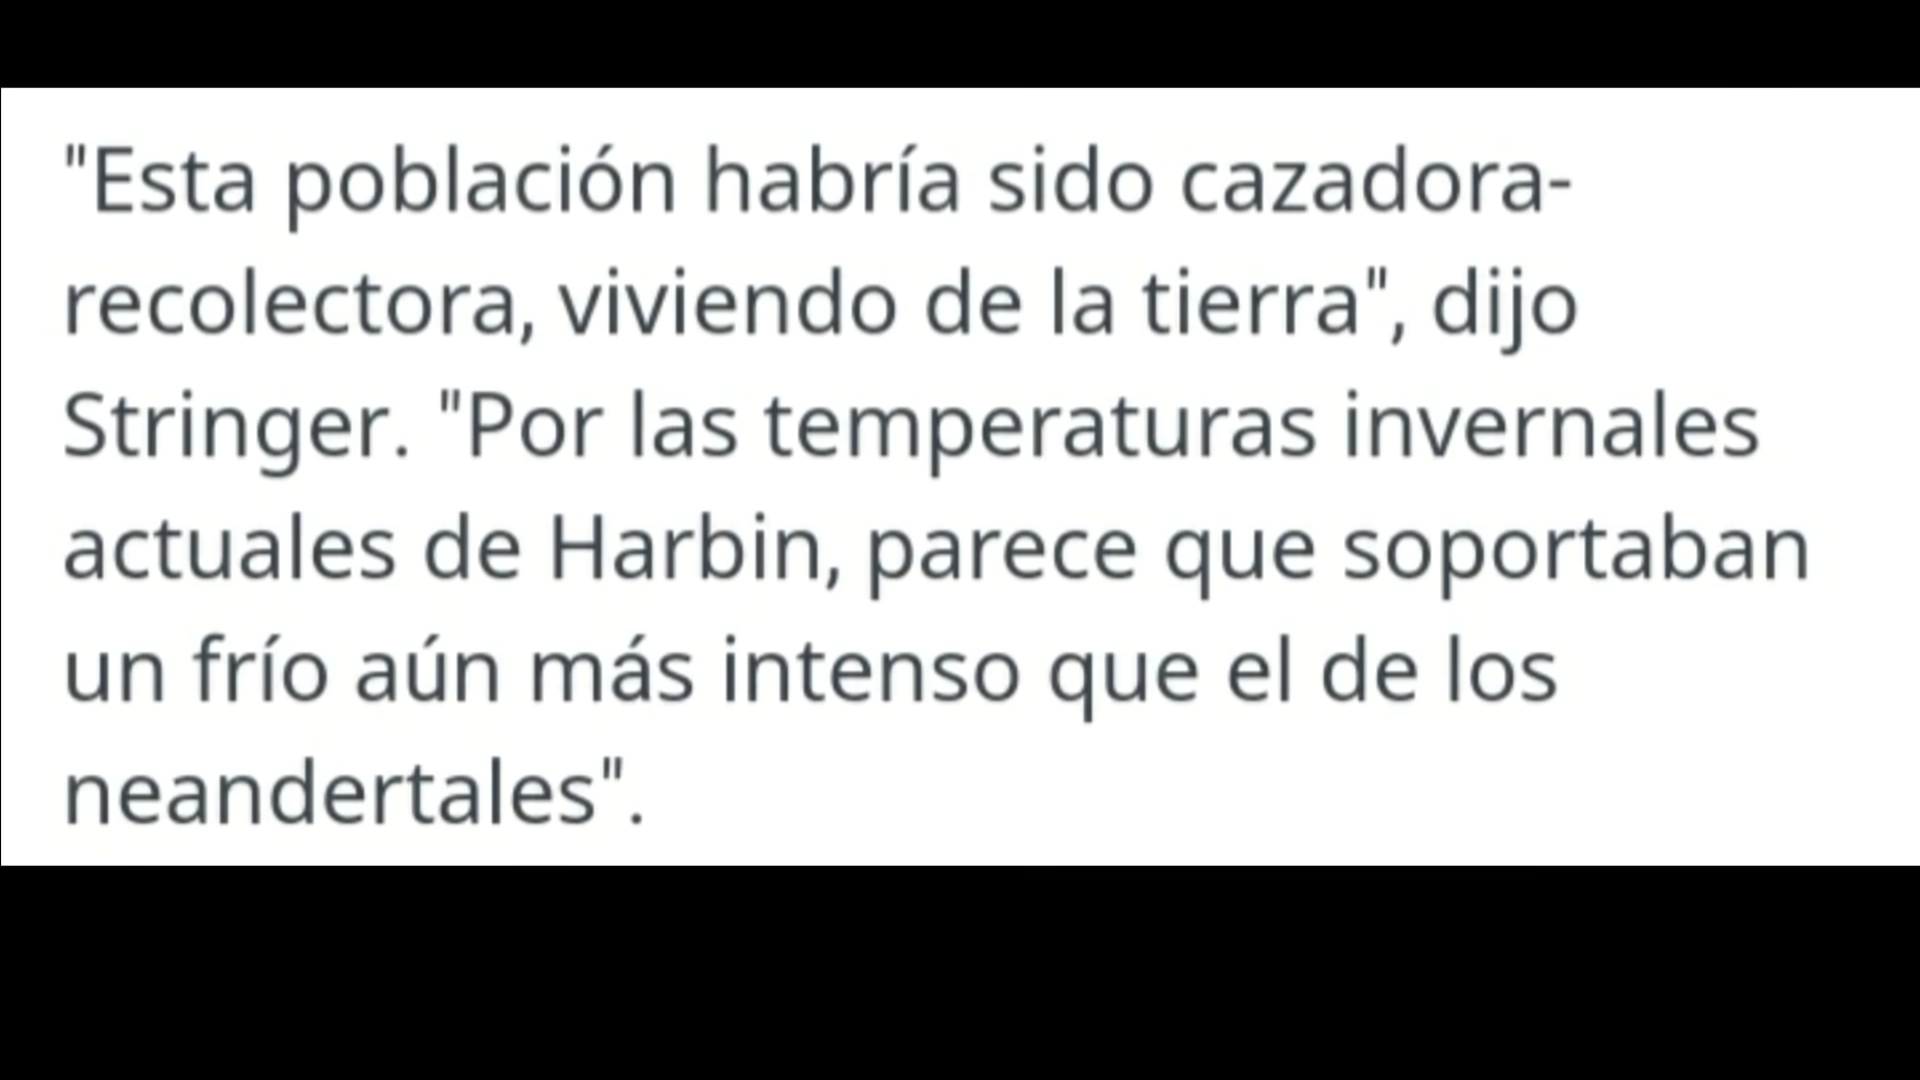 "Esta población habría sido cazadora-
recolectora, viviendo de la tierra", dijo
Stringer. "Por las temperaturas invernales
actuales de Harbin, parece que soportaban
un frío aún más intenso que el de los
neandertales".